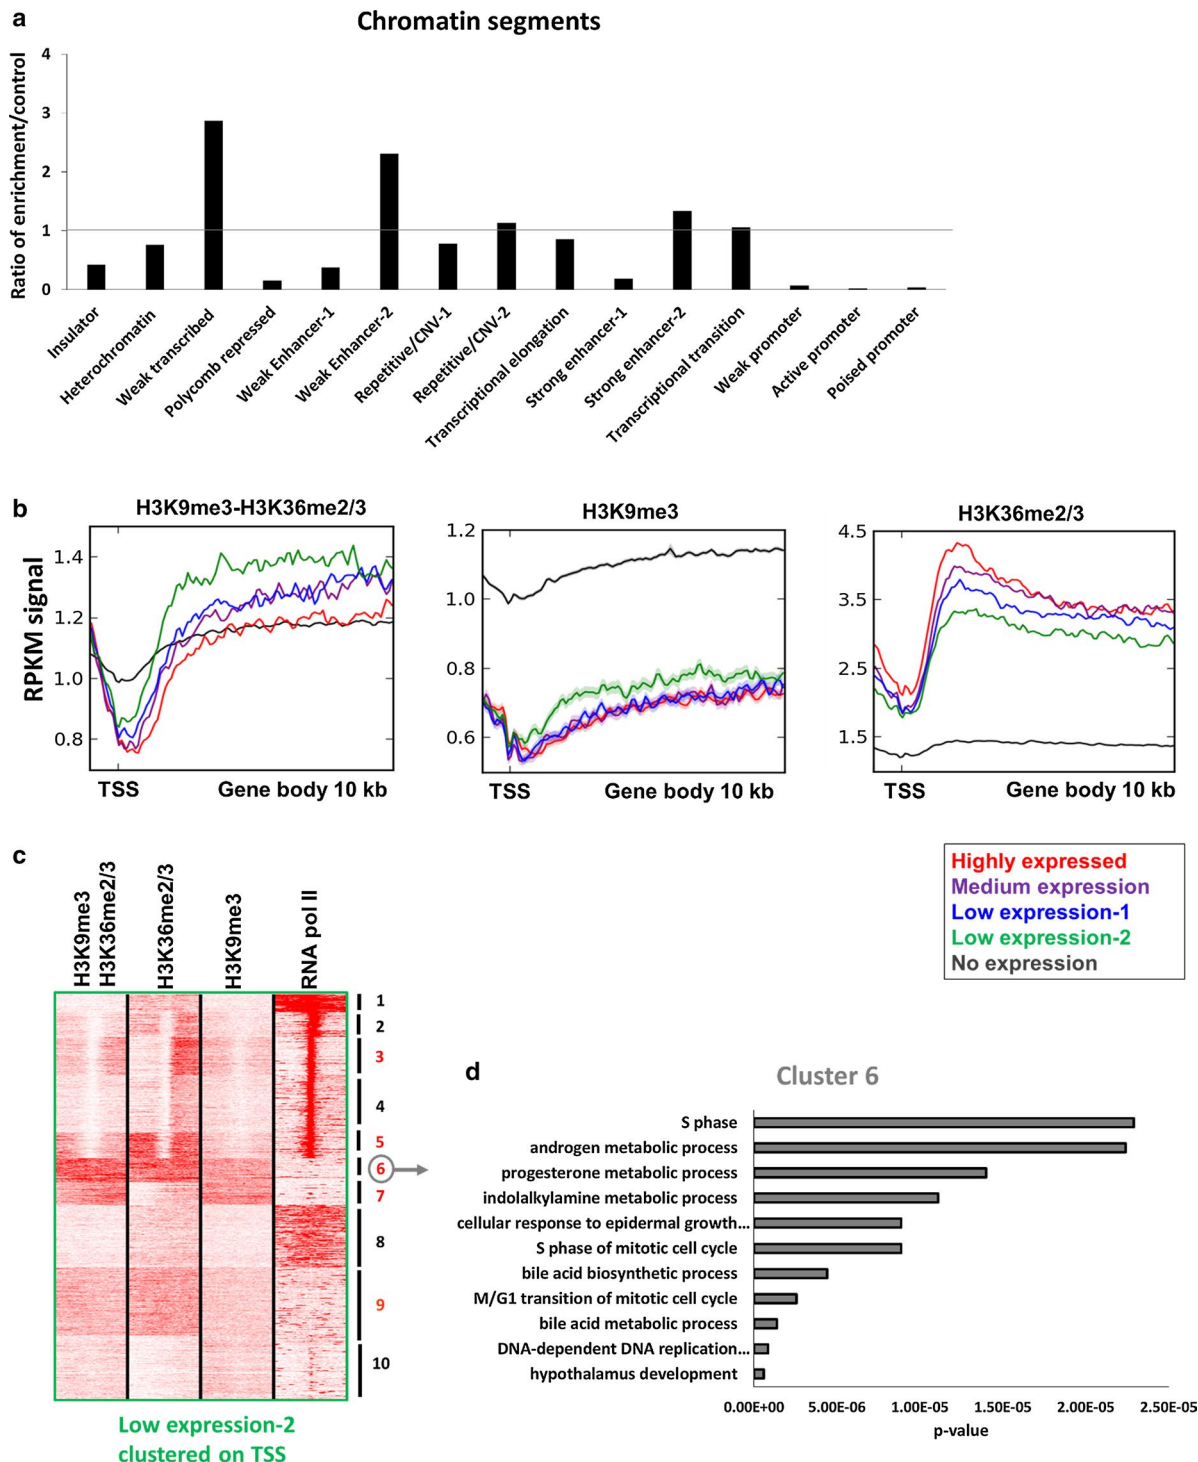 a
Chromatin segments
Ratio of enrichment/control
4
3
2
1
0
Insulator
Heterochromatin
Weak transcribed
Polycomb repressed
Weak Enhancer-1
Weak Enhancer-2
Repetitive/CNV-1
Repetitive/CNV-2
Transcriptional elongation
Strong enhancer-1
Strong enhancer-2
Transcriptional transition
Weak promoter
Active promoter
Poised promoter
b
H3K9me3-H3K36me2/3
RPKM signal
1.4
1.2
1.0
0.8
TSS
Gene body 10 kb
H3K9me3
1.2
1.0
0.8
0.6
TSS
Gene body 10 kb
H3K36me2/3
4.5
3.5
2.5
1.5
TSS
Gene body 10 kb
Highly expressed
Medium expression
Low expression-1
Low expression-2
No expression
c
H3K9me3
H3K36me2/3
H3K36me2/3
H3K9me3
RNA pol II
1
2
3
4
5
6
7
8
9
10
Low expression-2
clustered on TSS
d
Cluster 6
S phase
androgen metabolic process
progesterone metabolic process
indolalkylamine metabolic process
cellular response to epidermal growth...
S phase of mitotic cell cycle
bile acid biosynthetic process
M/G1 transition of mitotic cell cycle
bile acid metabolic process
DNA-dependent DNA replication...
hypothalamus development
0.00E+00 5.00E-06 1.00E-05 1.50E-05 2.00E-05 2.50E-05
p-value